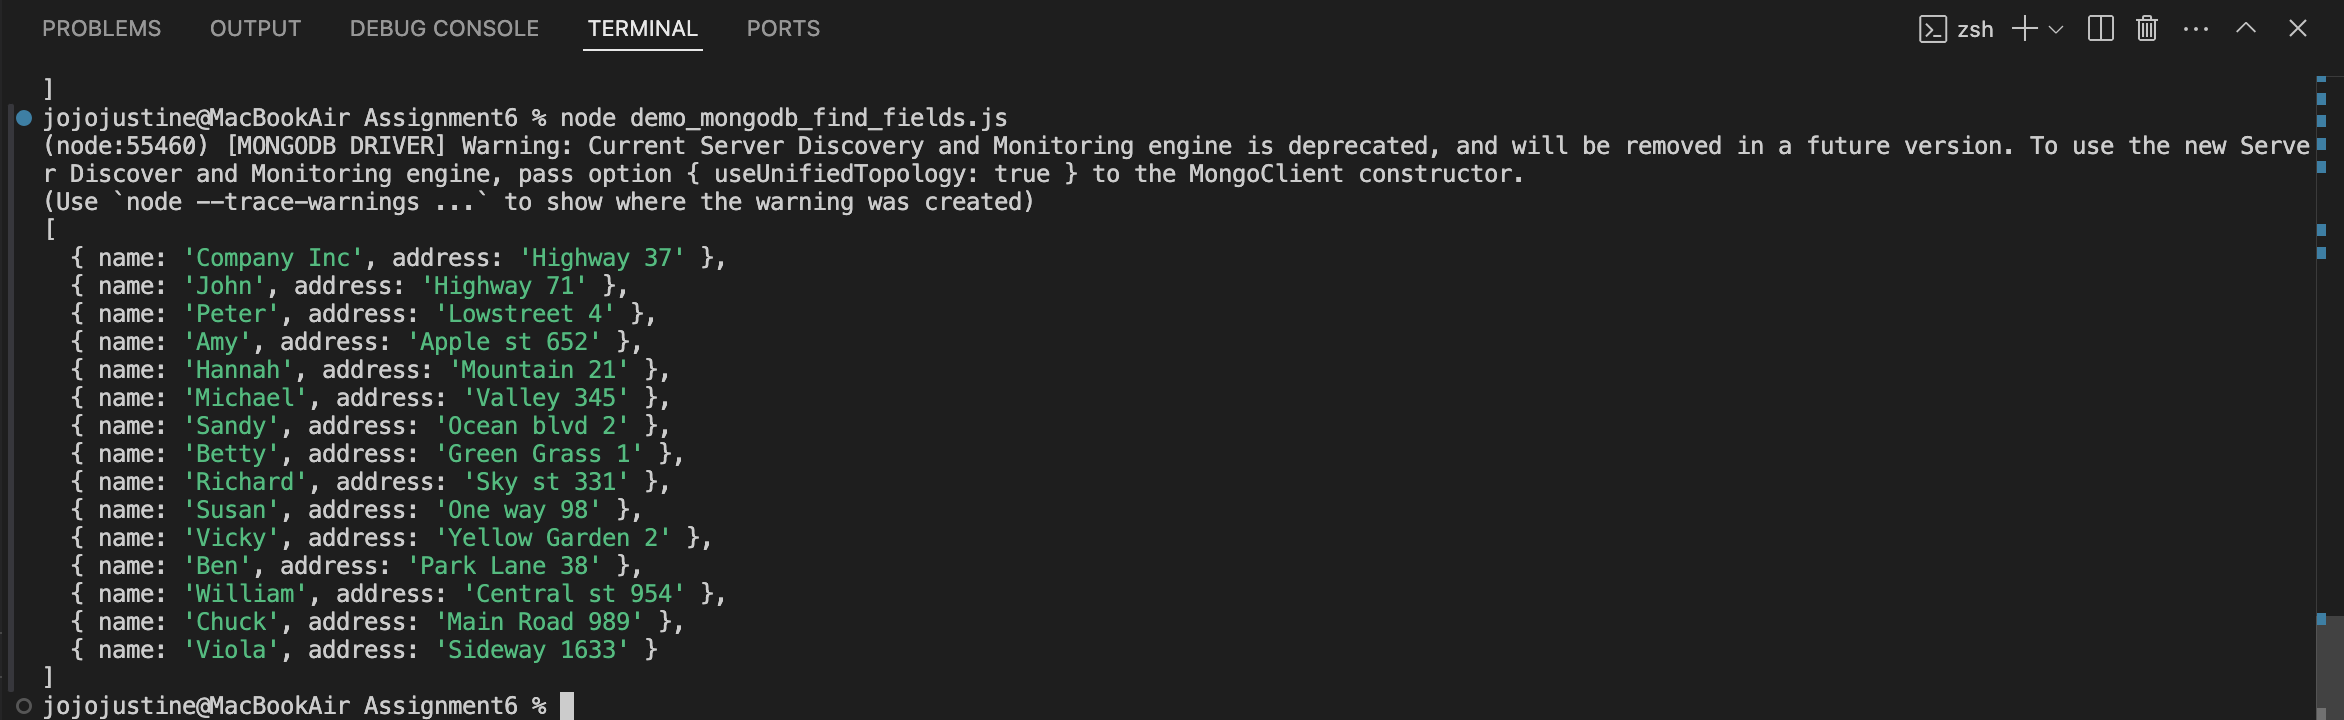 PROBLEMS OUTPUT DEBUG CONSOLE TERMINAL PORTS zsh
]
jojojustine@MacBookAir Assignment6 % node demo_mongodb_find_fields.js
(node:55460) [MONGODB DRIVER] Warning: Current Server Discovery and Monitoring engine is deprecated, and will be removed in a future version. To use the new Serve
r Discover and Monitoring engine, pass option { useUnifiedTopology: true } to the MongoClient constructor.
(Use `node --trace-warnings ...` to show where the warning was created)
[
  { name: 'Company Inc', address: 'Highway 37' },
  { name: 'John', address: 'Highway 71' },
  { name: 'Peter', address: 'Lowstreet 4' },
  { name: 'Amy', address: 'Apple st 652' },
  { name: 'Hannah', address: 'Mountain 21' },
  { name: 'Michael', address: 'Valley 345' },
  { name: 'Sandy', address: 'Ocean blvd 2' },
  { name: 'Betty', address: 'Green Grass 1' },
  { name: 'Richard', address: 'Sky st 331' },
  { name: 'Susan', address: 'One way 98' },
  { name: 'Vicky', address: 'Yellow Garden 2' },
  { name: 'Ben', address: 'Park Lane 38' },
  { name: 'William', address: 'Central st 954' },
  { name: 'Chuck', address: 'Main Road 989' },
  { name: 'Viola', address: 'Sideway 1633' }
]
jojojustine@MacBookAir Assignment6 %